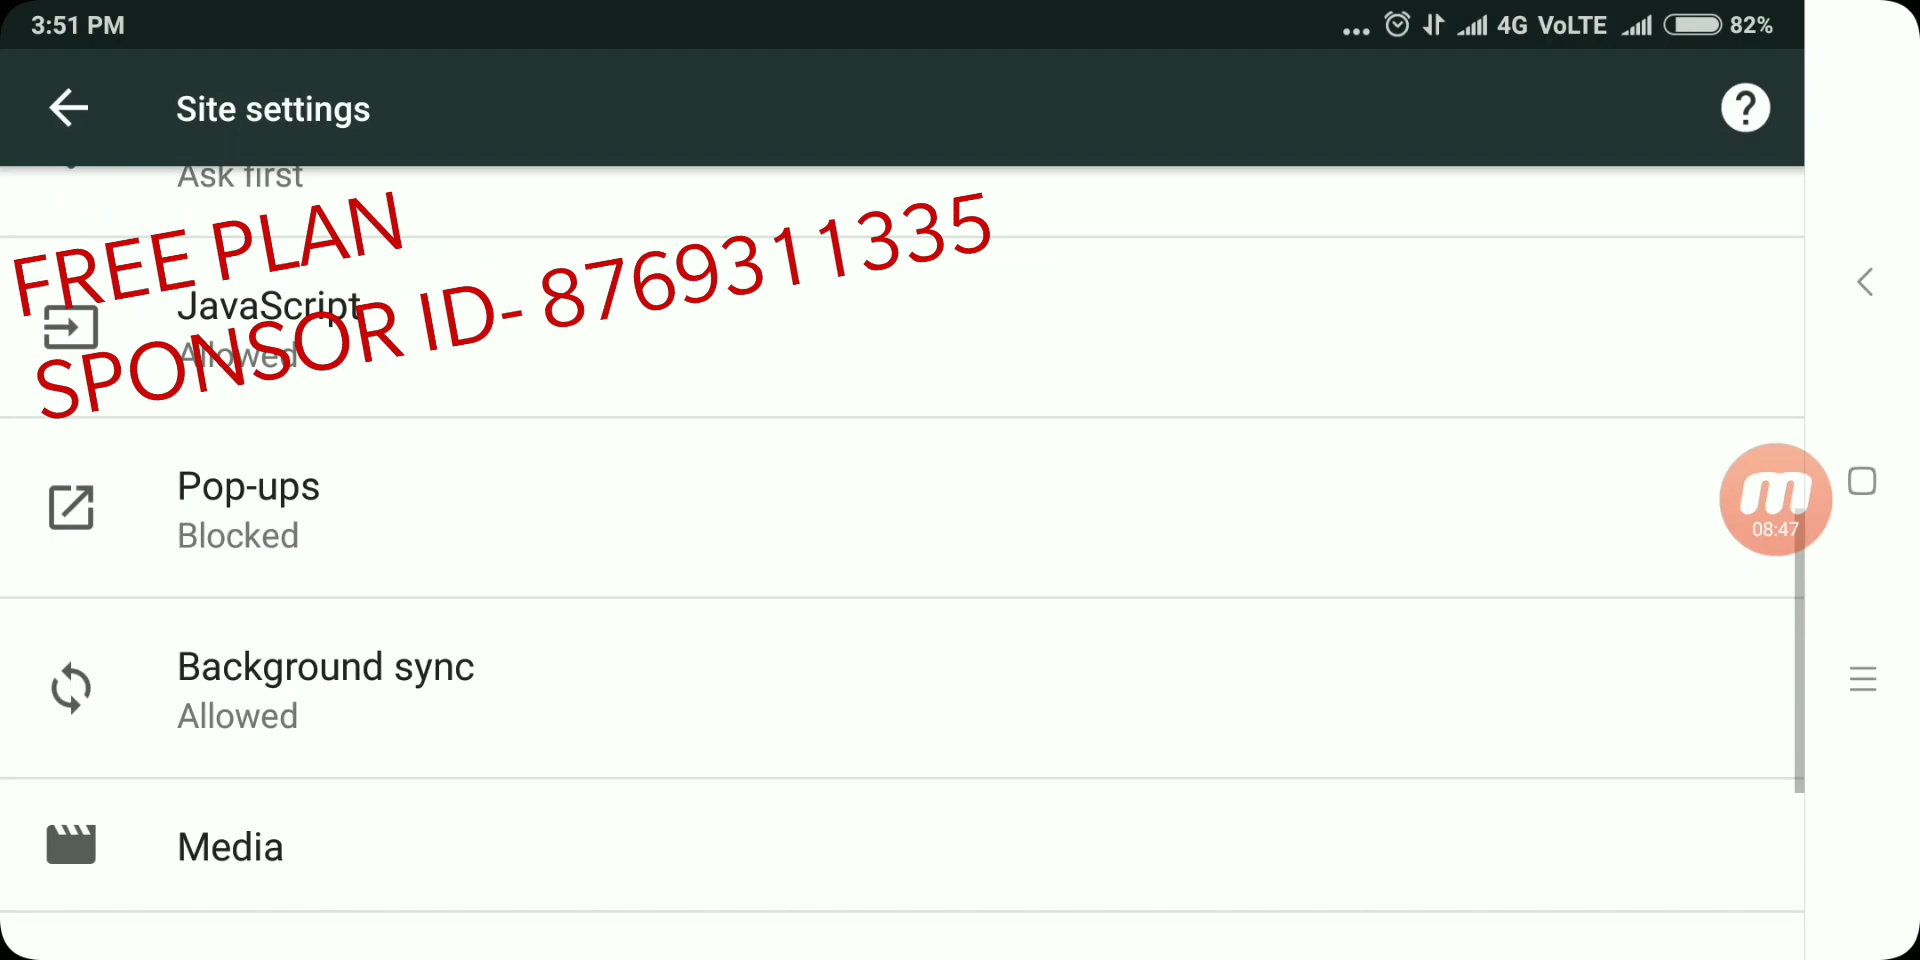 3:51 PM
... 4G VoLTE 82%
Site settings
?
Ask first
FREE PLAN
JavaScript
SPONSOR ID- 8769311335
Allowed
Pop-ups
Blocked
m
08:47
Background sync
Allowed
Media